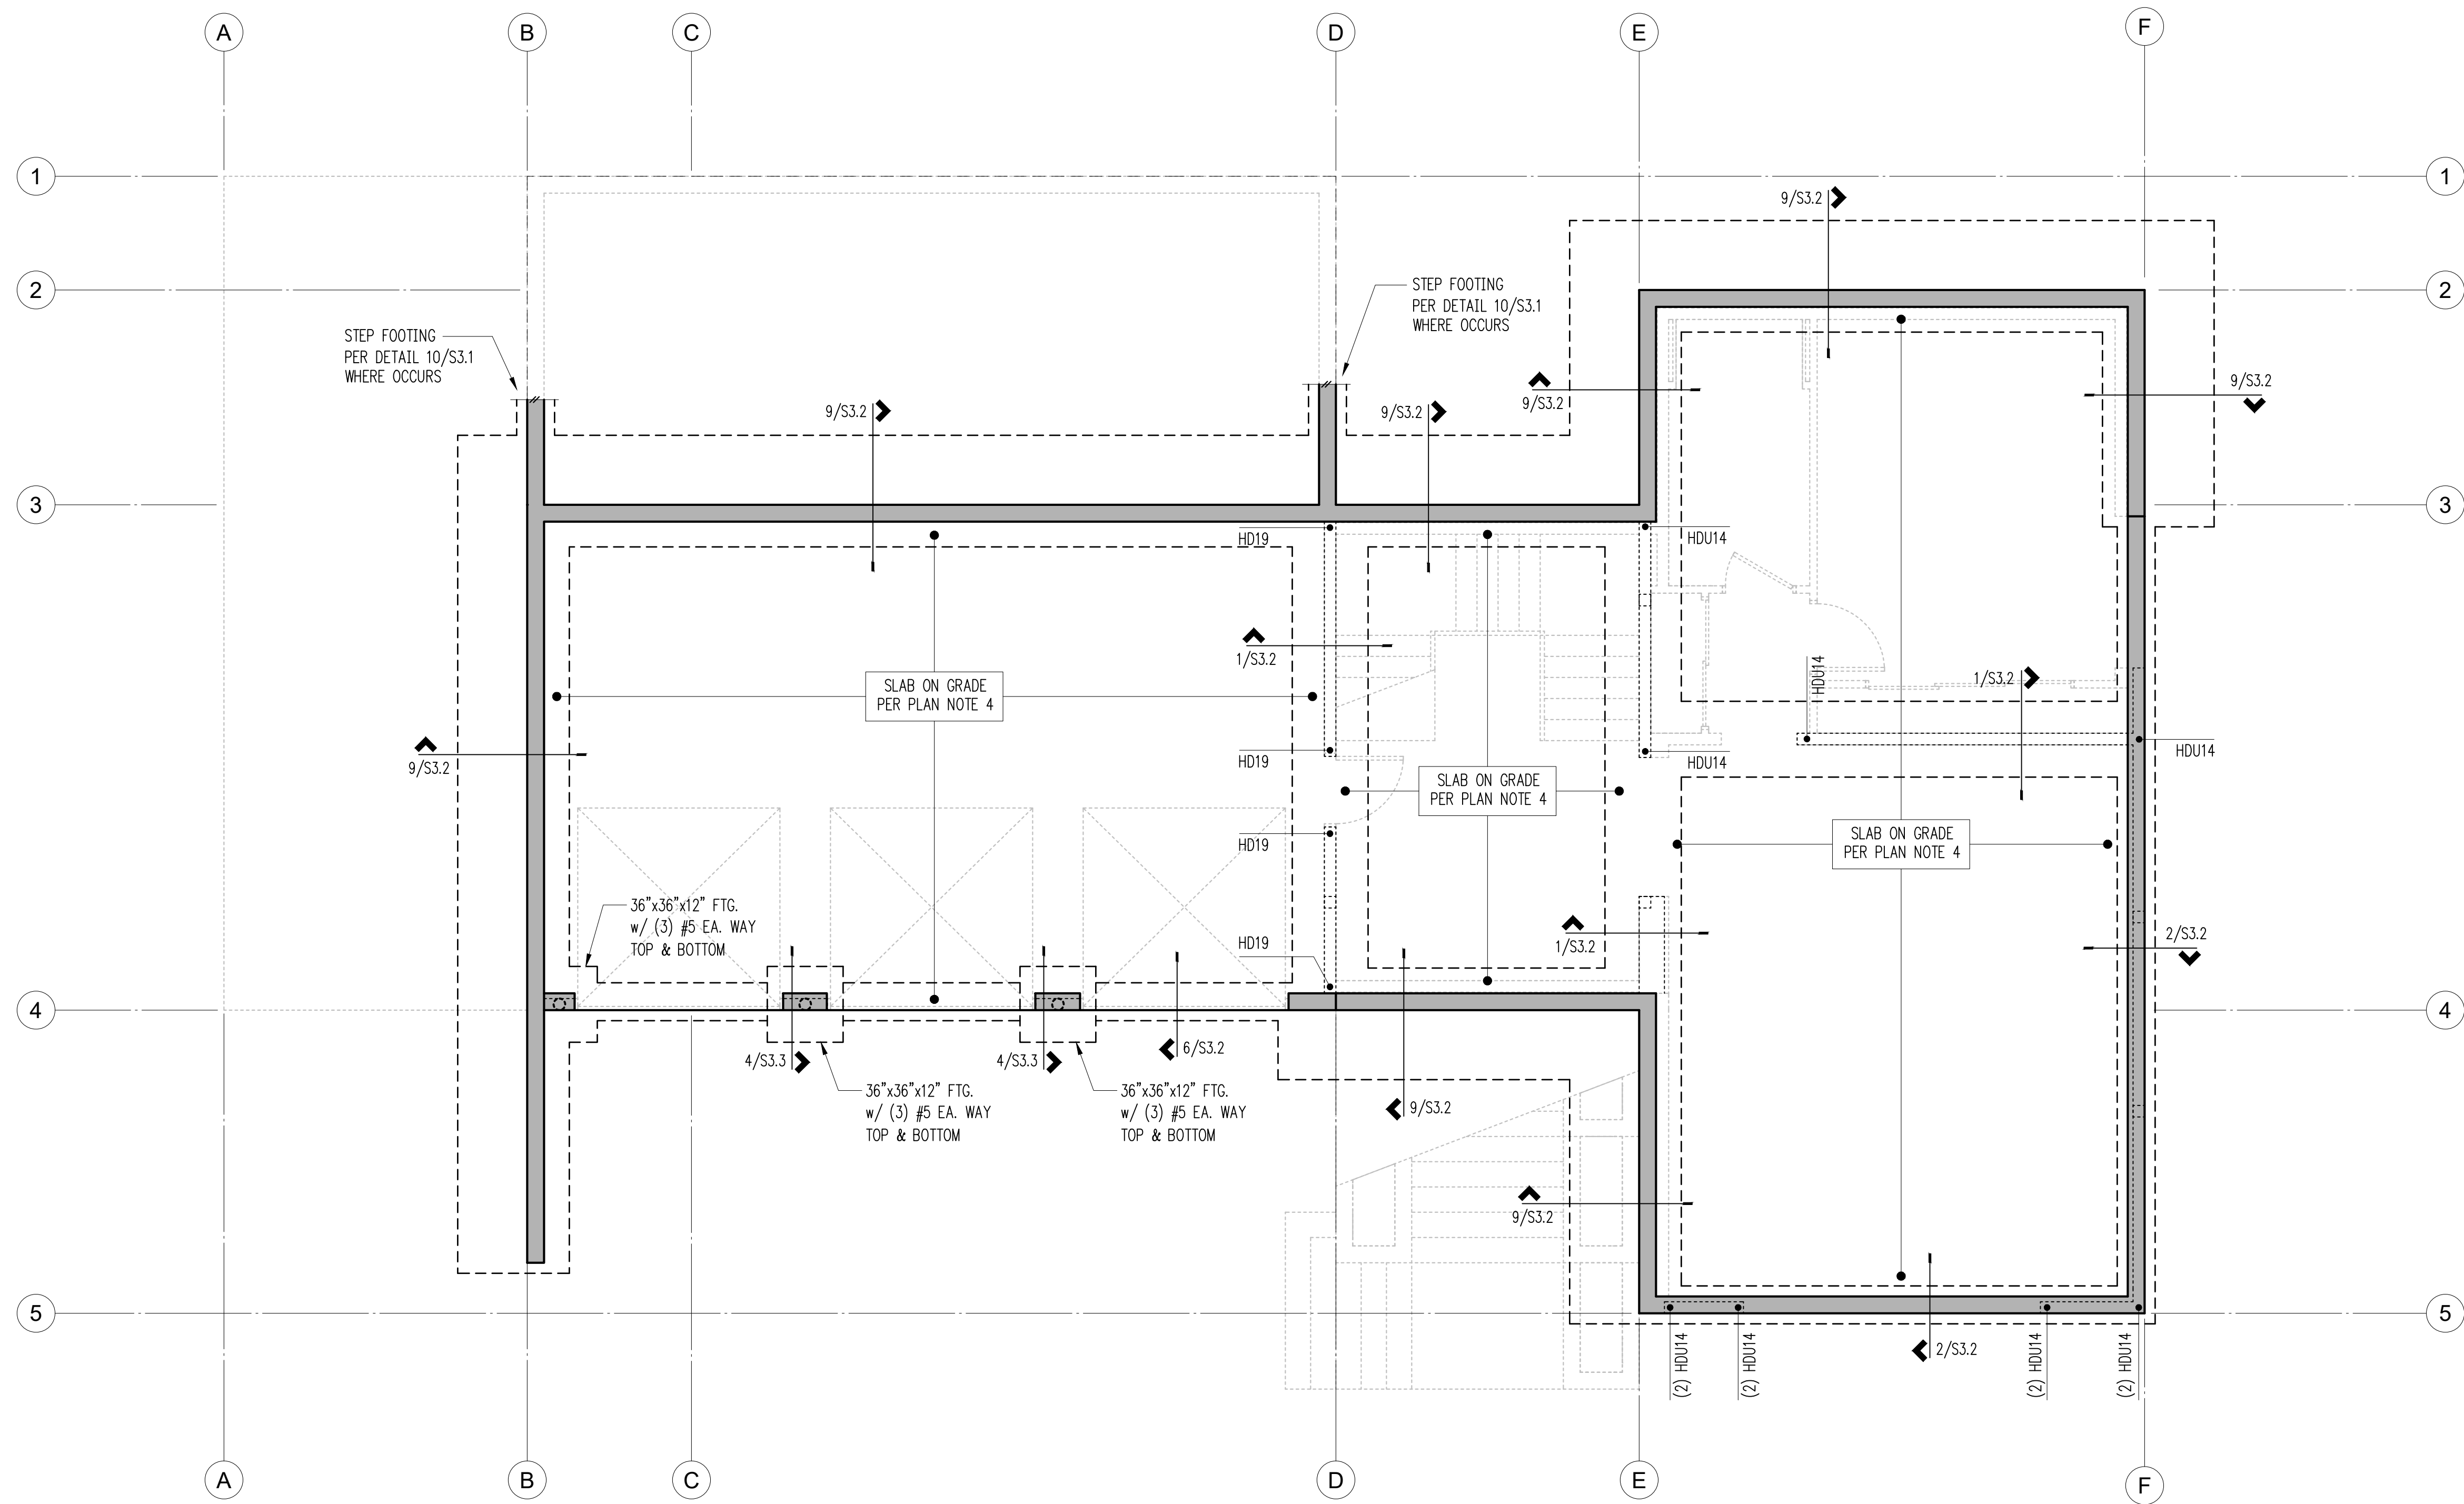 A
B
C
D
E
F
1
1
9/S3.2
2
STEP FOOTING
PER DETAIL 10/S3.1
WHERE OCCURS
2
STEP FOOTING
PER DETAIL 10/S3.1
WHERE OCCURS
9/S3.2
9/S3.2
9/S3.2
9/S3.2
3
3
HD19
HDU14
1/S3.2
HDU14
1/S3.2
SLAB ON GRADE
PER PLAN NOTE 4
9/S3.2
HD19
HDU14
HDU14
SLAB ON GRADE
PER PLAN NOTE 4
HD19
SLAB ON GRADE
PER PLAN NOTE 4
36"x36"x12" FTG.
w/ (3) #5 EA. WAY
TOP & BOTTOM
HD19
1/S3.2
2/S3.2
4
4
4/S3.3
4/S3.3
6/S3.2
36"x36"x12" FTG.
w/ (3) #5 EA. WAY
TOP & BOTTOM
36"x36"x12" FTG.
w/ (3) #5 EA. WAY
TOP & BOTTOM
9/S3.2
9/S3.2
5
5
(2) HDU14
(2) HDU14
2/S3.2
(2) HDU14
(2) HDU14
A
B
C
D
E
F